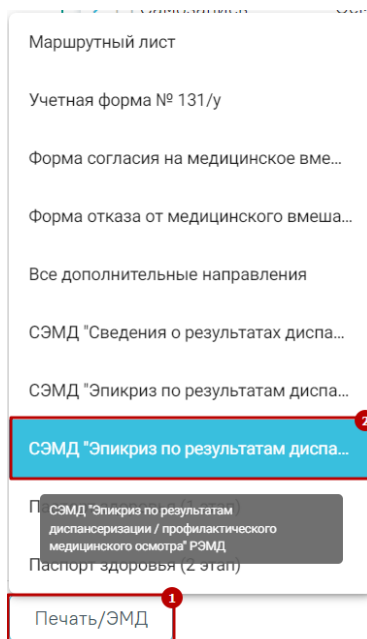 Маршрутный лист
Учетная форма № 131/у
Форма согласия на медицинское вме...
Форма отказа от медицинского вмеша...
Все дополнительные направления
СЭМД "Сведения о результатах диспа...
СЭМД "Эпикриз по результатам диспа...
2
СЭМД "Эпикриз по результатам диспа...
СЭМД "Эпикриз по результатам
диспансеризации / профилактического
медицинского осмотра" РЭМД
Паспорт здоровья (2 этап)
1
Печать/ЭМД